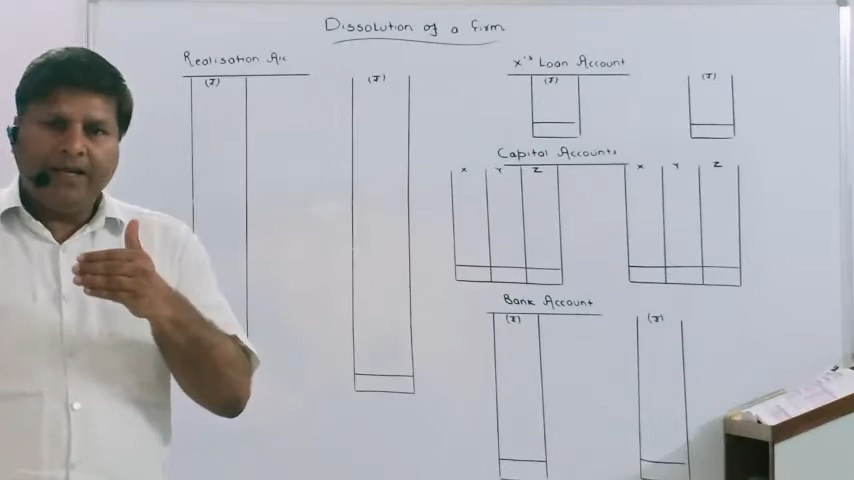 Dissolution of a firm
Realisation A/c
(₹) (₹)
X's Loan Account
(₹) (₹)
Capital Accounts
X Y Z X Y Z
Bank Account
(₹) (₹)